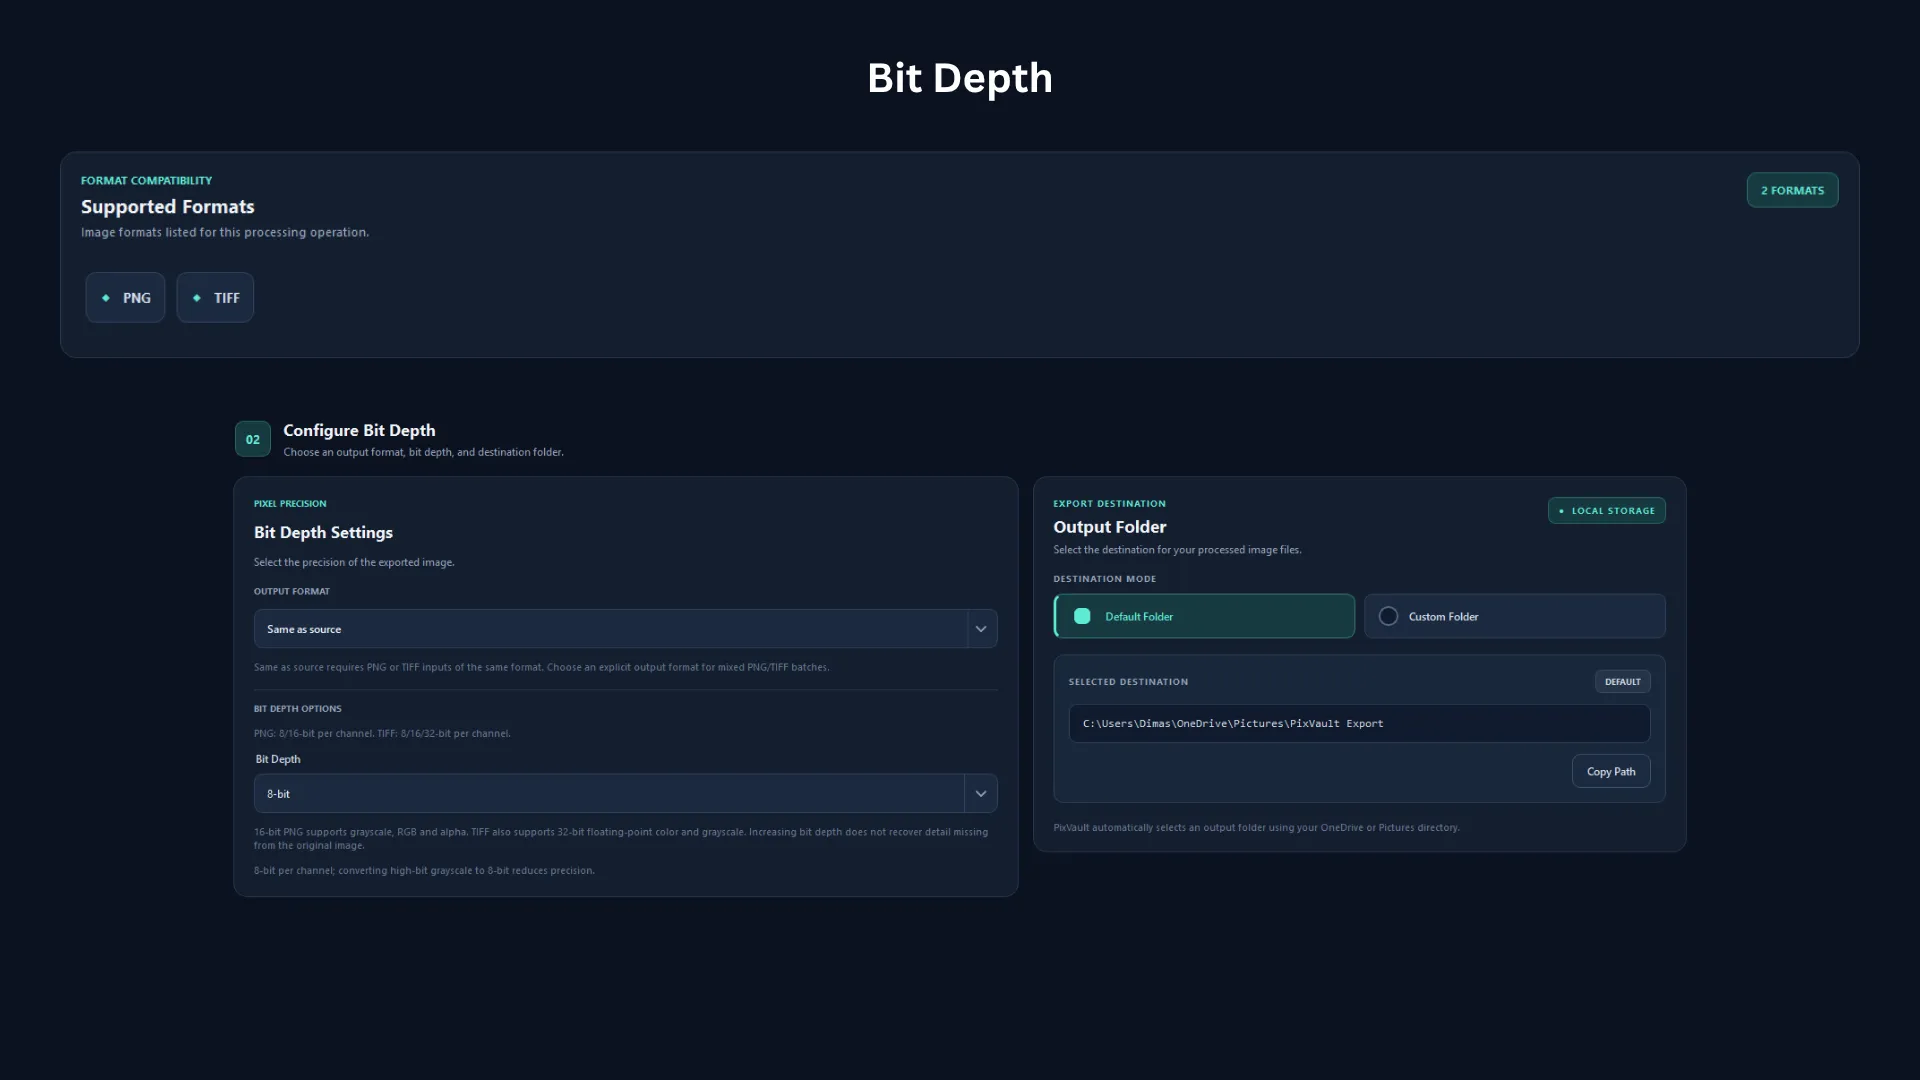 Bit Depth
FORMAT COMPATIBILITY
Supported Formats
Image formats listed for this processing operation.
2 FORMATS
PNG
TIFF
02
Configure Bit Depth
Choose an output format, bit depth, and destination folder.
PIXEL PRECISION
Bit Depth Settings
Select the precision of the exported image.
OUTPUT FORMAT
Same as source
Same as source requires PNG or TIFF inputs of the same format. Choose an explicit output format for mixed PNG/TIFF batches.
BIT DEPTH OPTIONS
PNG: 8/16-bit per channel. TIFF: 8/16/32-bit per channel.
Bit Depth
8-bit
16-bit PNG supports grayscale, RGB and alpha. TIFF also supports 32-bit floating-point color and grayscale. Increasing bit depth does not recover detail missing
from the original image.
8-bit per channel; converting high-bit grayscale to 8-bit reduces precision.
EXPORT DESTINATION
Output Folder
Select the destination for your processed image files.
LOCAL STORAGE
DESTINATION MODE
Default Folder
Custom Folder
SELECTED DESTINATION
DEFAULT
C:\Users\Dimas\OneDrive\Pictures\PixVault Export
Copy Path
PixVault automatically selects an output folder using your OneDrive or Pictures directory.